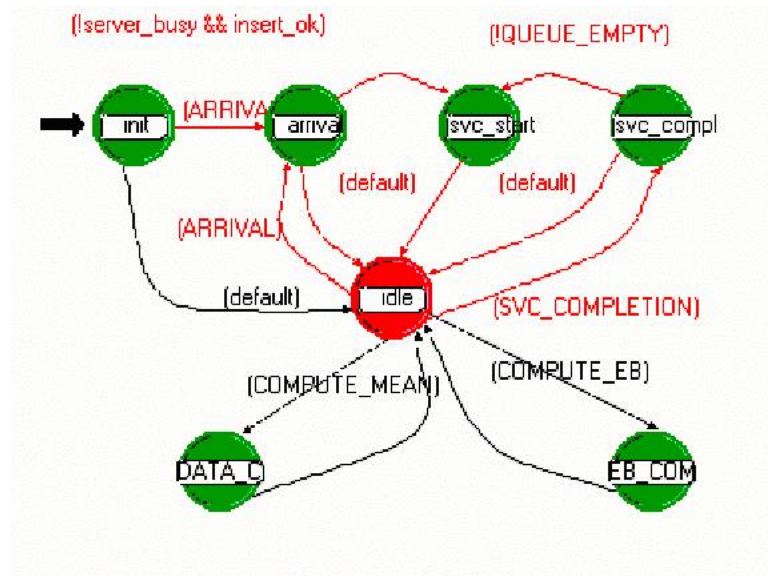 (!server_busy && insert_ok)
(!QUEUE_EMPTY)
(ARRIVA
init
arrival
svc_start
svc_compl
(default)
(default)
(ARRIVAL)
(default)
idle
(SVC_COMPLETION)
(COMPUTE_MEAN)
(COMPUTE_EB)
DATA_C
EB_COM